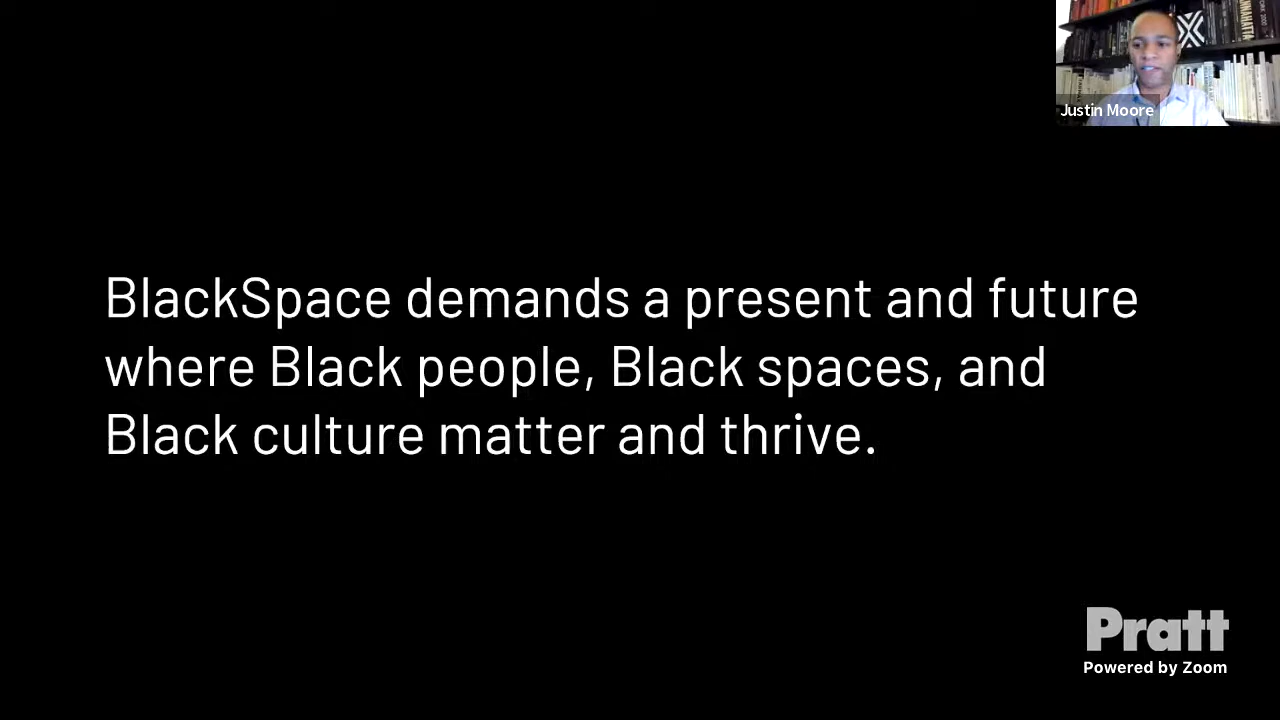 Justin Moore
BlackSpace demands a present and future
where Black people, Black spaces, and
Black culture matter and thrive.
Pratt
Powered by Zoom